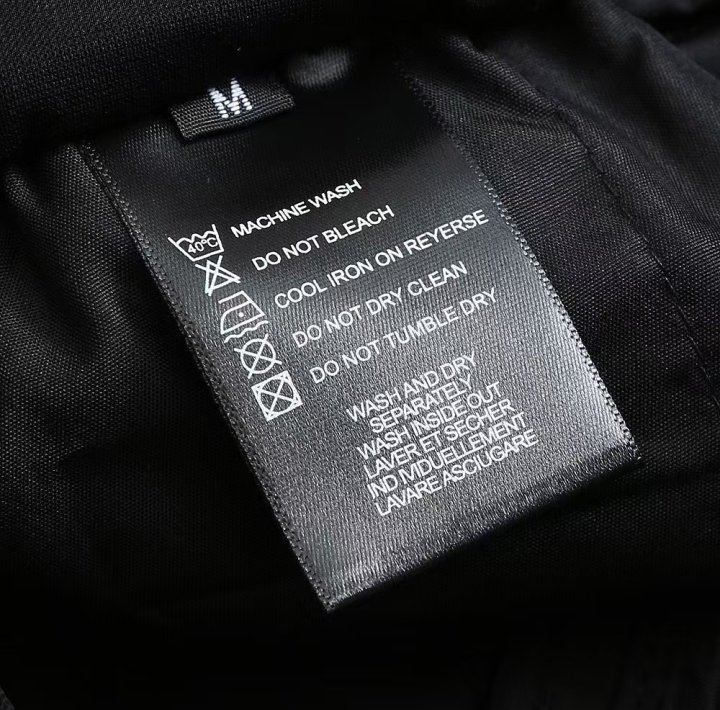 M
40°C MACHINE WASH
DO NOT BLEACH
COOL IRON ON REYERSE
DO NOT DRY CLEAN
DO NOT TUMBLE DRY
WASH AND DRY
SEPARATELY
WASH INSIDE OUT
LAVER ET SECHER
IND MDUELLEMENT
LAVARE ASCIUGARE